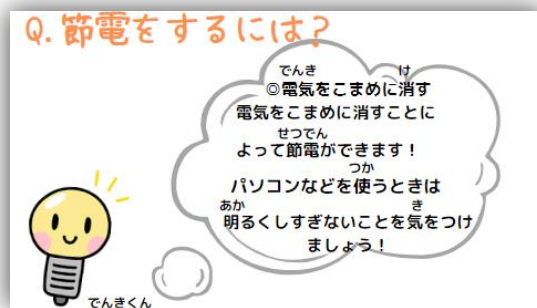 Q.節電をするには？
でんき け
◎電気をこまめに消す
電気をこまめに消すことに
せつでん
よって節電ができます！
つか
パソコンなどを使うときは
あか き
明るくしすぎないことを気をつけ
ましょう！
でんきくん